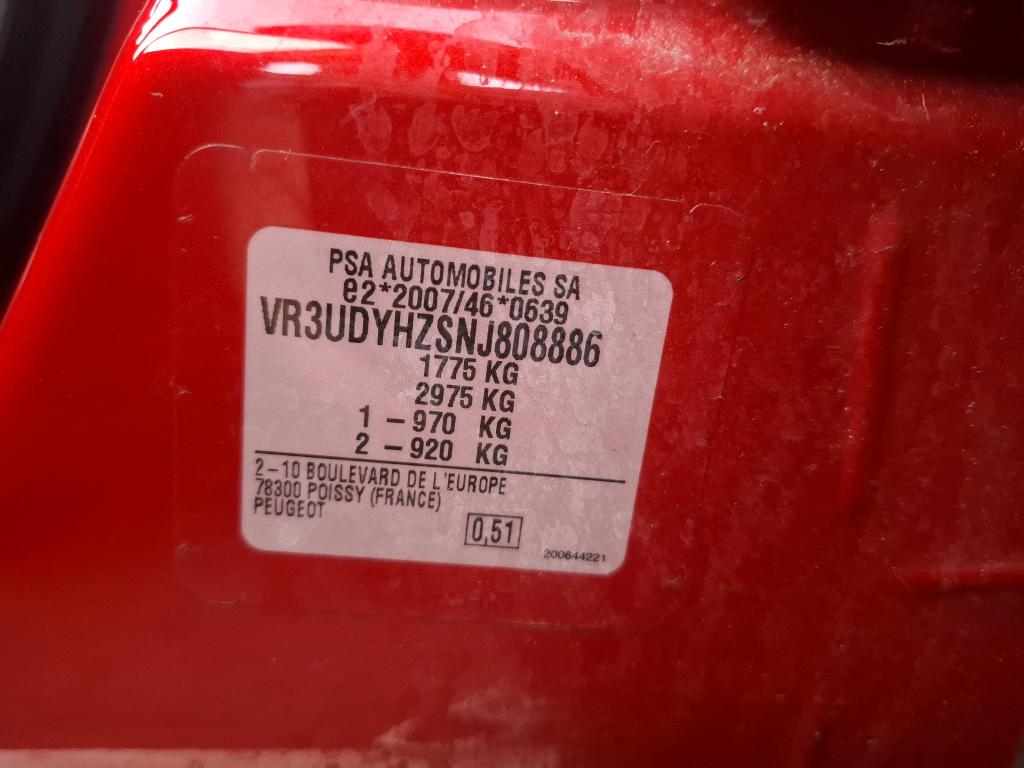 PSA AUTOMOBILES SA
e2*2007/46*0639
VR3UDYHZSNJ808886
1775 KG
2975 KG
1 - 970 KG
2 - 920 KG
2-10 BOULEVARD DE L'EUROPE
78300 POISSY (FRANCE)
PEUGEOT
0,51
200644221